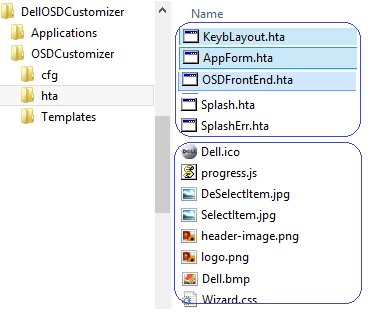 DellOSDCustomizer
Applications
OSDCustomizer
cfg
hta
Templates
Name
KeybLayout.hta
AppForm.hta
OSDFrontEnd.hta
Splash.hta
SplashErr.hta
Dell.ico
progress.js
DeSelectItem.jpg
SelectItem.jpg
header-image.png
logo.png
Dell.bmp
Wizard.css